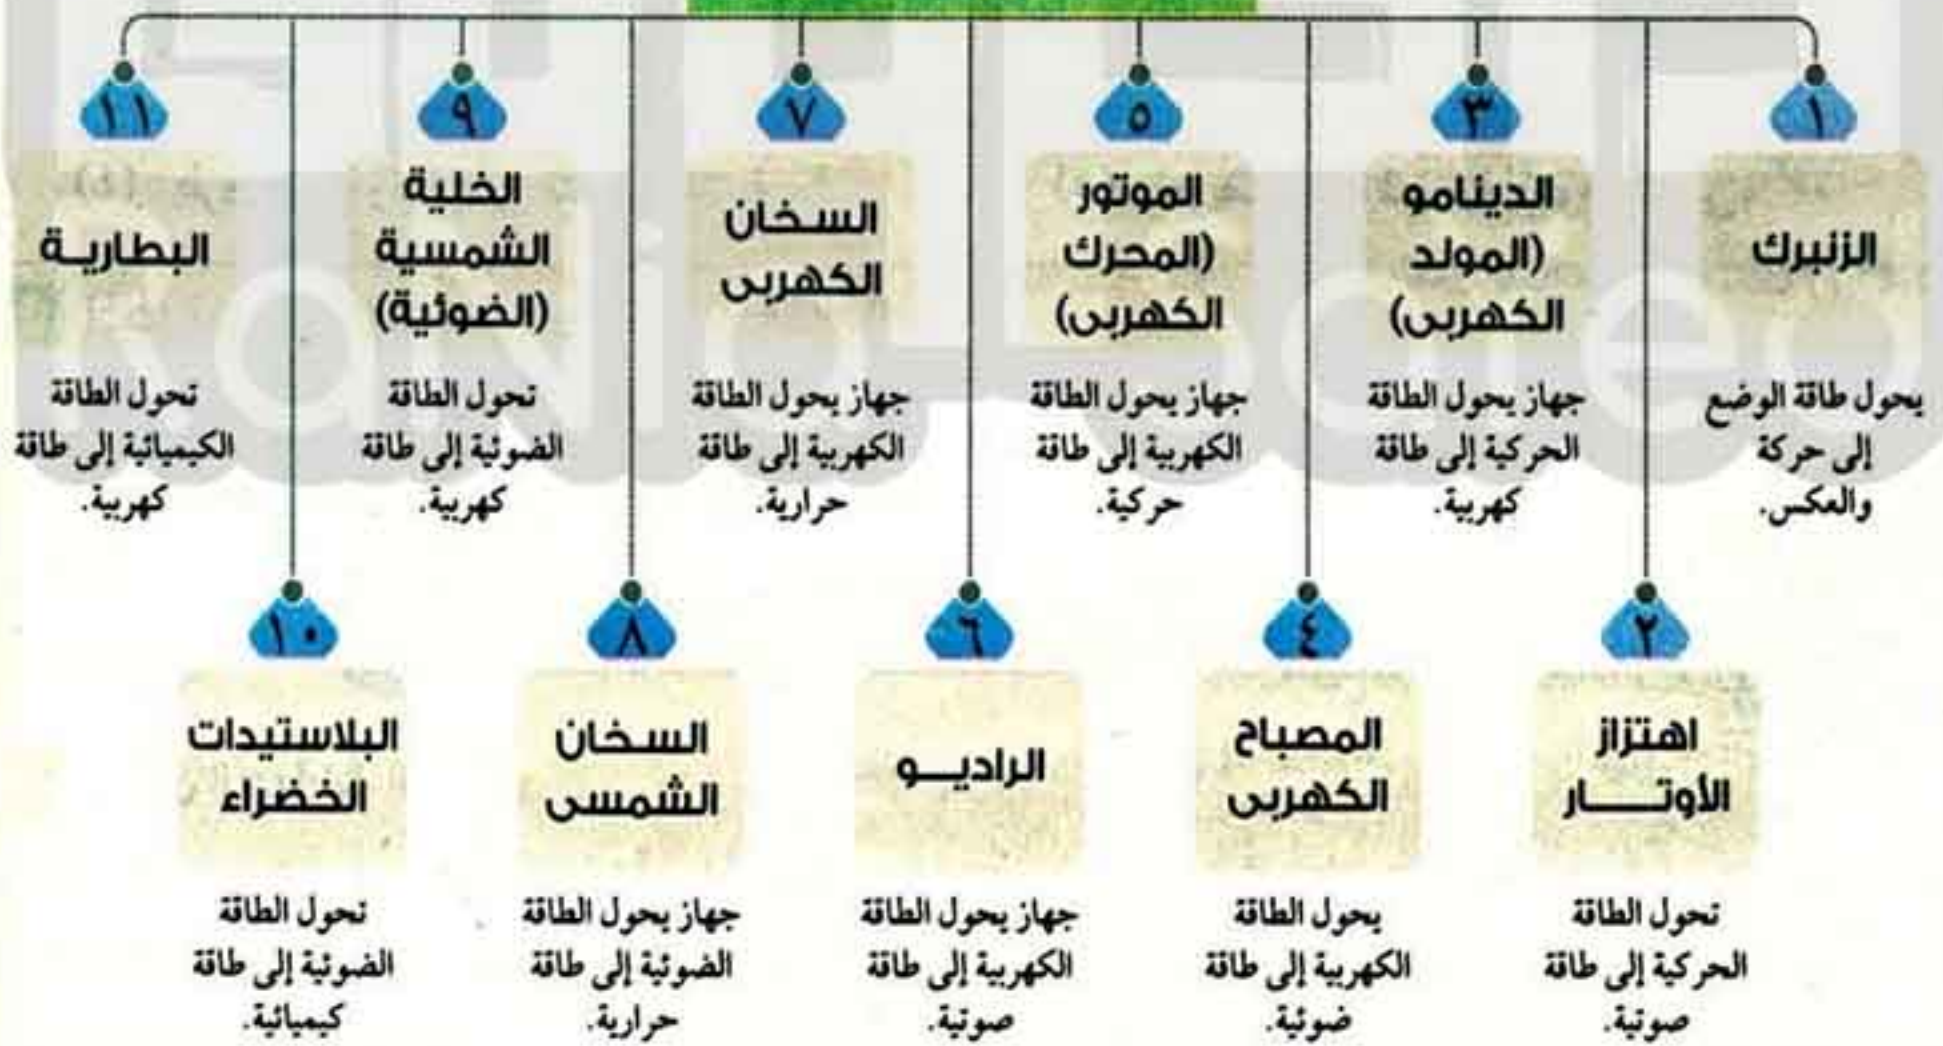 ١
الزنبرك
يحول طاقة الوضع
إلى حركة
والعكس.
٢
اهتزاز
الأوتــــار
تحول الطاقة
الحركية إلى طاقة
صوتية.
٣
الدينامو
(المولد
الكهربى)
جهاز يحول الطاقة
الحركية إلى طاقة
كهربية.
٤
المصباح
الكهربى
يحول الطاقة
الكهربية إلى طاقة
ضوئية.
٥
الموتور
(المحرك
الكهربى)
جهاز يحول الطاقة
الكهربية إلى طاقة
حركية.
٦
الراديــو
جهاز يحول الطاقة
الكهربية إلى طاقة
صوتية.
٧
السخان
الكهربى
جهاز يحول الطاقة
الكهربية إلى طاقة
حرارية.
٨
السخان
الشمسى
جهاز يحول الطاقة
الضوئية إلى طاقة
حرارية.
٩
الخلية
الشمسية
(الضوئية)
تحول الطاقة
الضوئية إلى طاقة
كهربية.
١٠
البلاستيدات
الخضراء
تحول الطاقة
الضوئية إلى طاقة
كيميائية.
١١
البطاريـة
تحول الطاقة
الكيميائية إلى طاقة
كهربية.